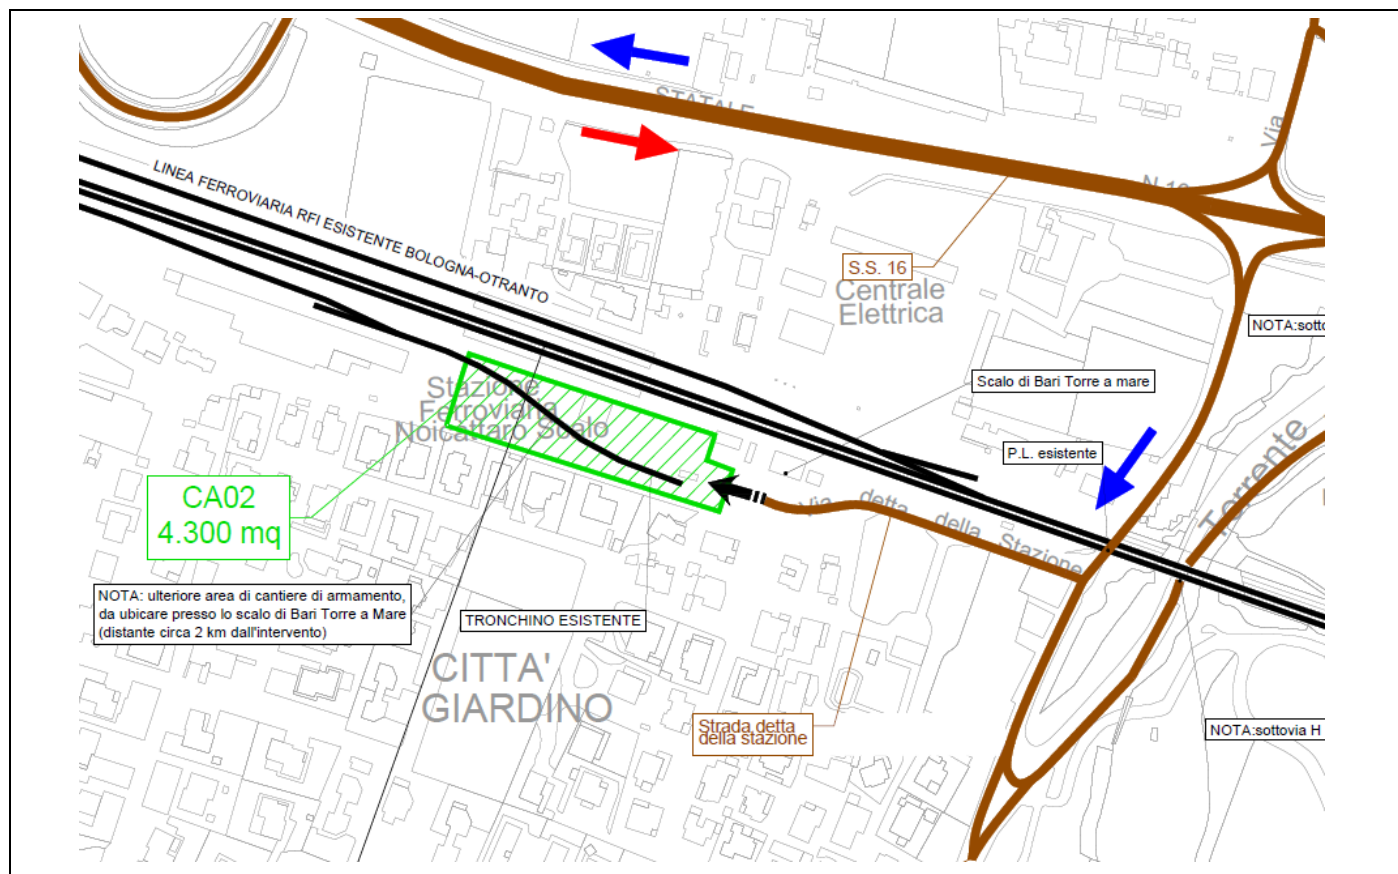 STATALE
N 16
Via
LINEA FERROVIARIA RFI ESISTENTE BOLOGNA-OTRANTO
S.S. 16
Centrale
Elettrica
NOTA:sotto
Scalo di Bari Torre a mare
Stazione
Ferroviaria
Noicattaro Scalo
P.L. esistente
Torrente
CA02
4.300 mq
Via detta della Stazione
NOTA: ulteriore area di cantiere di armamento,
da ubicare presso lo scalo di Bari Torre a Mare
(distante circa 2 km dall'intervento)
TRONCHINO ESISTENTE
CITTA'
GIARDINO
Strada detta
della stazione
NOTA:sottovia H